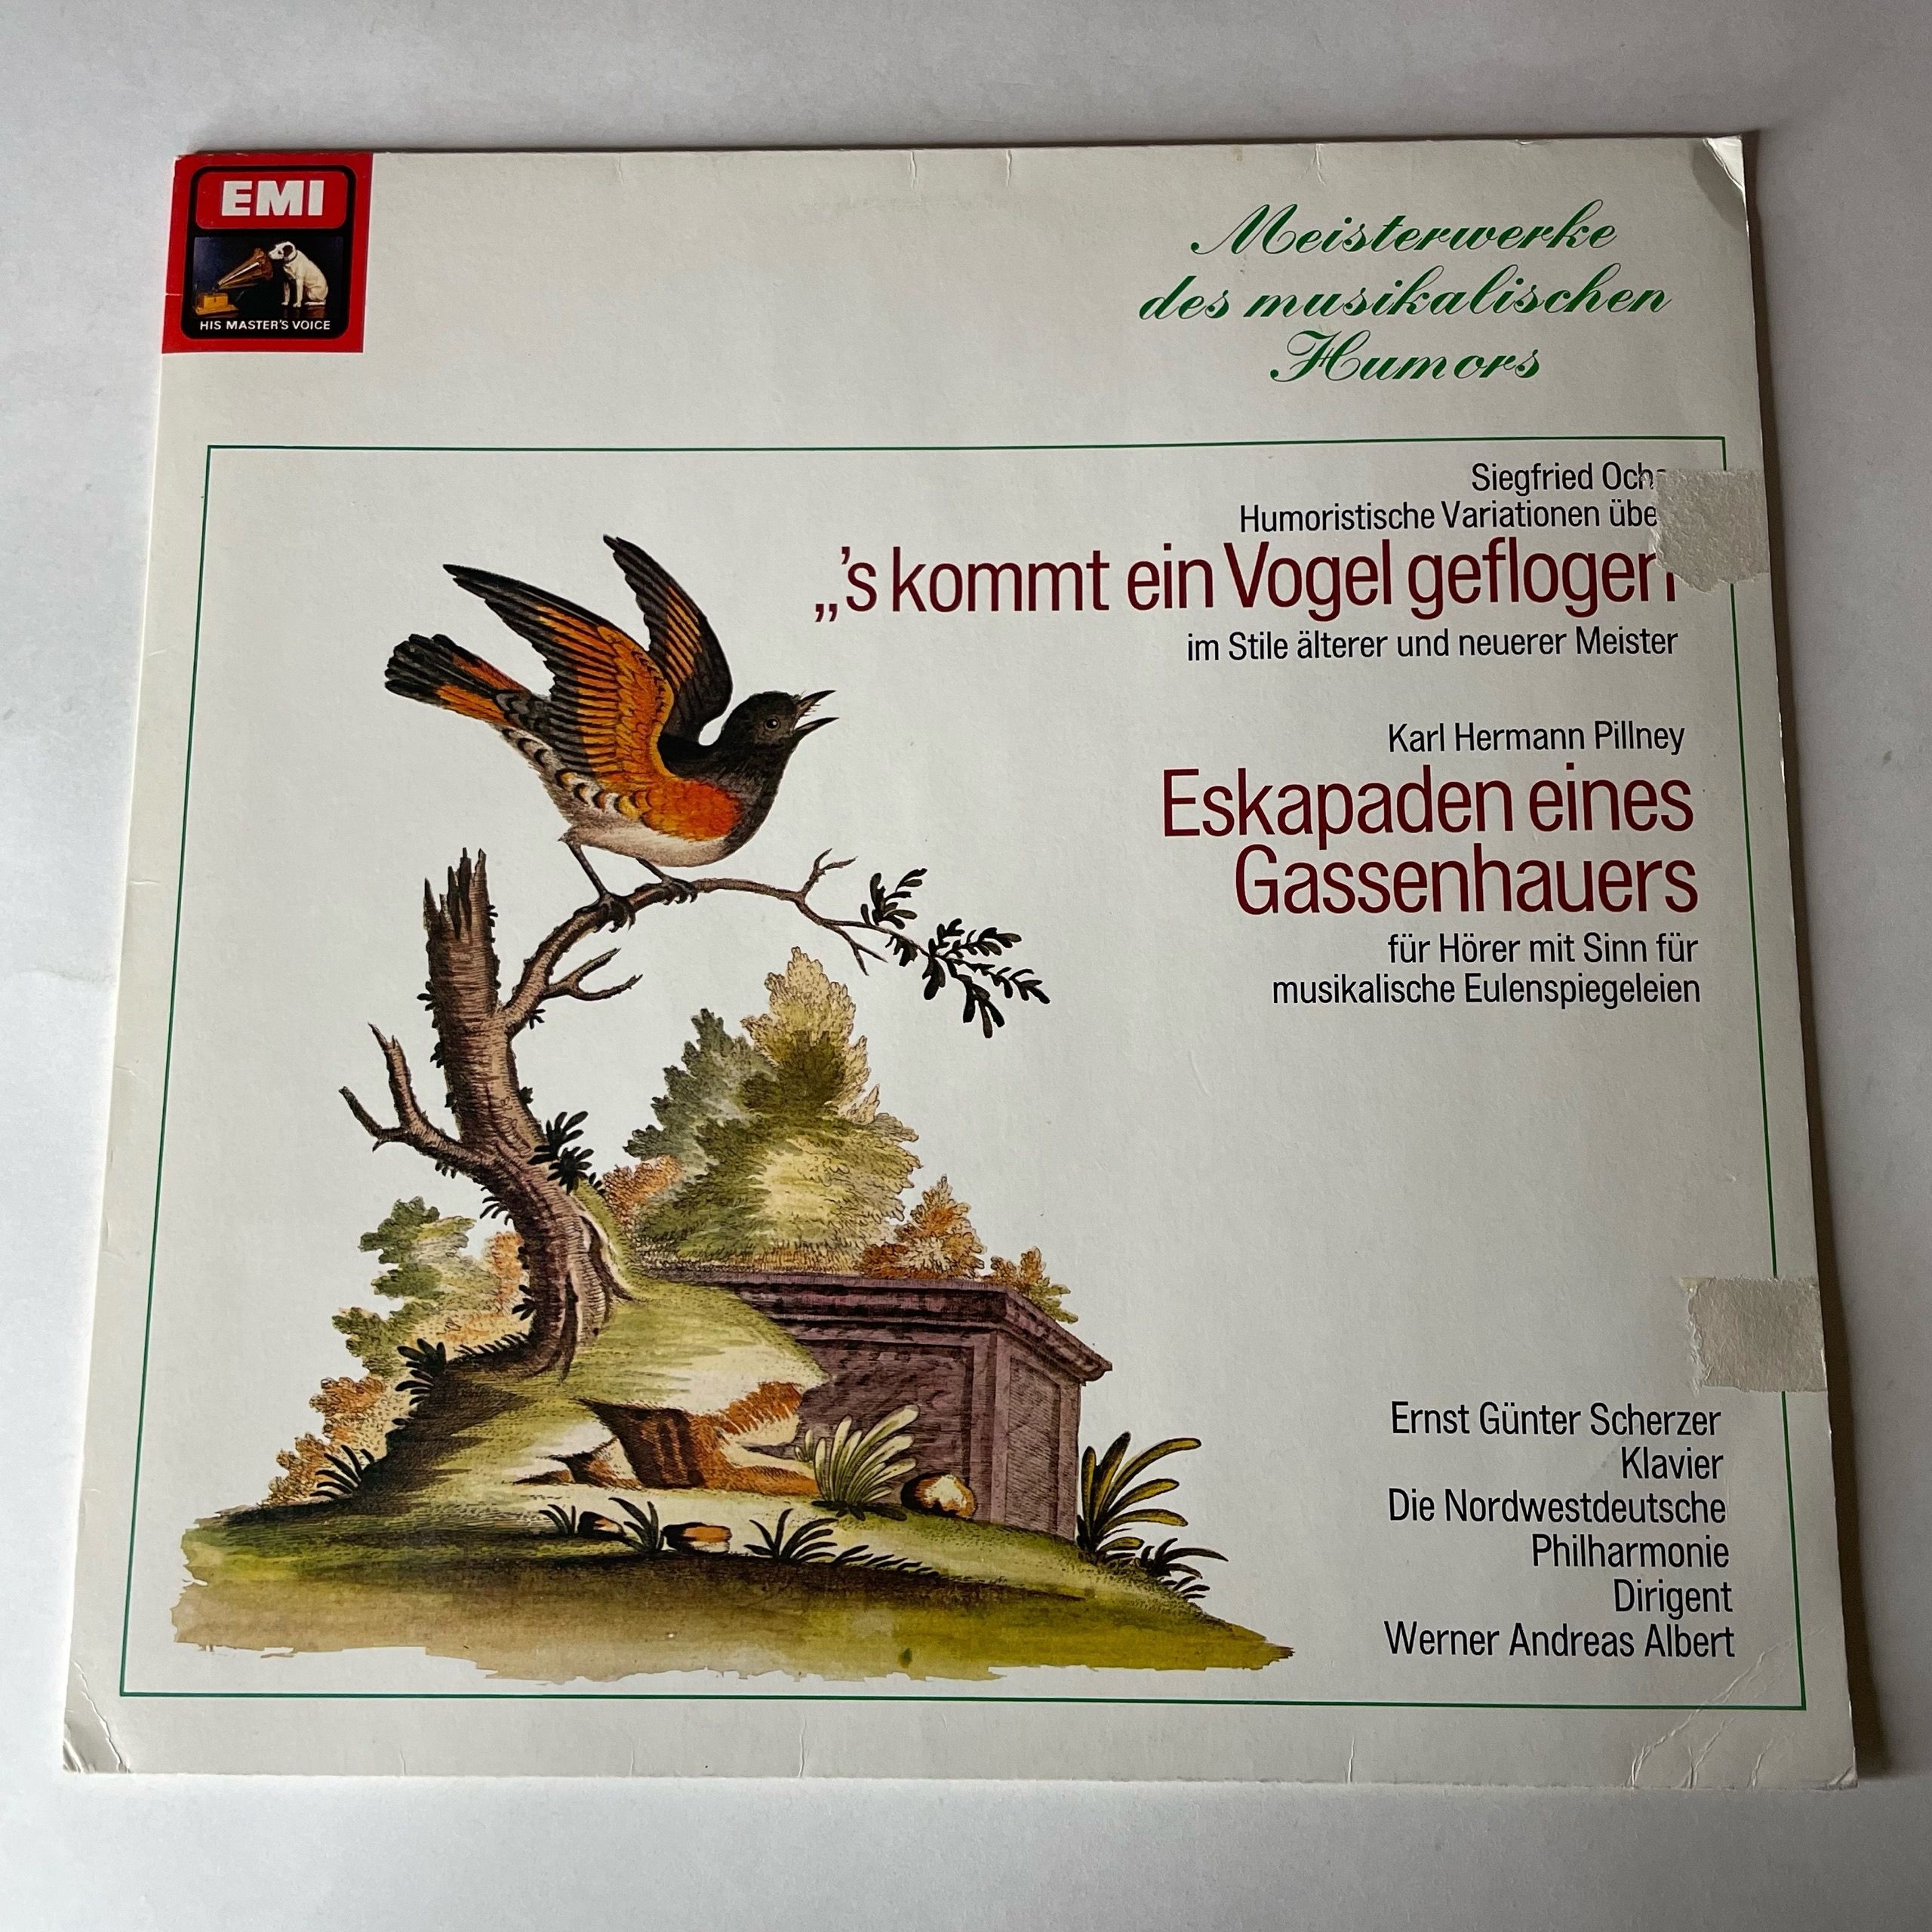 EMI
HIS MASTER'S VOICE
Meisterwerke
des musikalischen
Humors
Siegfried
Humoristische Variationen
„'s kommt ein Vogel geflogen
im Stile älterer und neuerer Meister
Karl Hermann Pillney
Eskapaden eines
Gassenhauers
für Hörer mit Sinn für
musikalische Eulenspiegeleien
Ernst Günter Scherzer
Klavier
Die Nordwestdeutsche
Philharmonie
Dirigent
Werner Andreas Albert